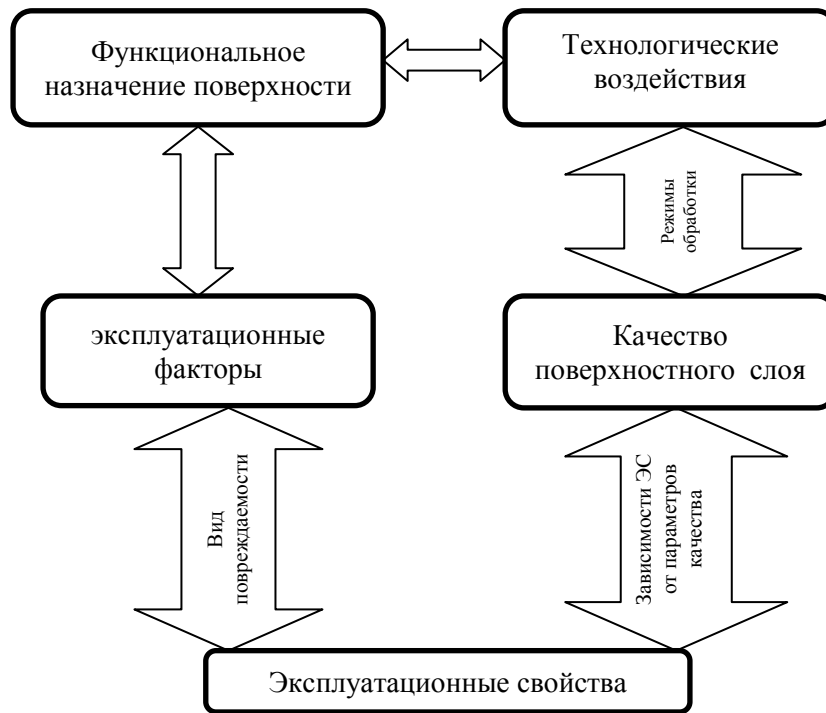 Функциональное
назначение поверхности
Технологические
воздействия
Режимы
обработки
эксплуатационные
факторы
Качество
поверхностного слоя
Вид
повреждаемости
Зависимости ЭС
от параметров
качества
Эксплуатационные свойства